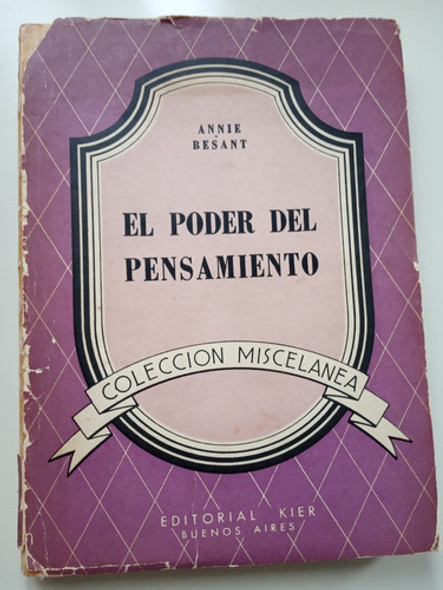 ANNIE
BESANT
EL PODER DEL
PENSAMIENTO
COLECCION MISCELANEA
EDITORIAL KIER
BUENOS AIRES